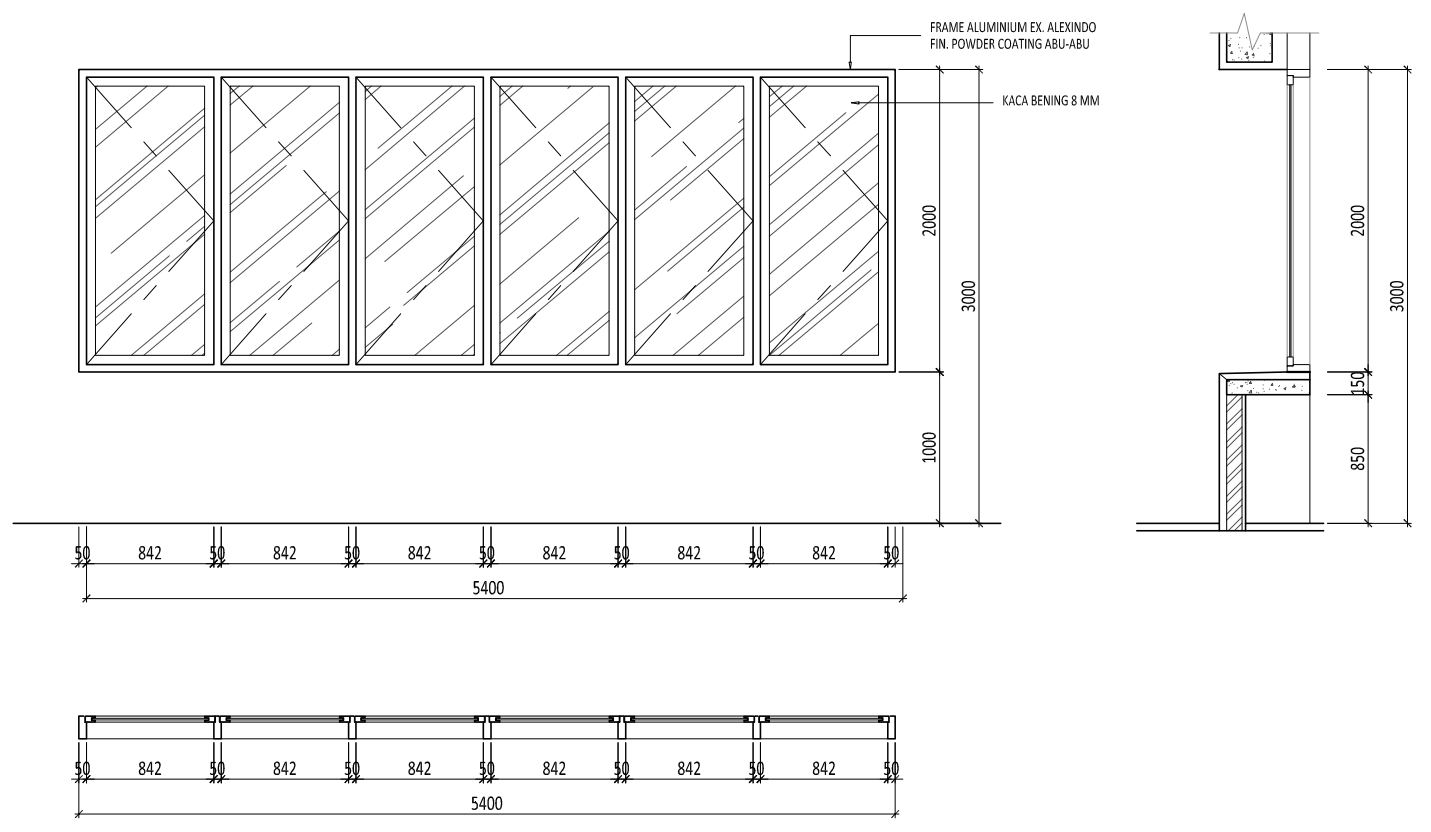 FRAME ALUMINIUM EX. ALEXINDO
FIN. POWDER COATING ABU-ABU
KACA BENING 8 MM
2000
3000
1000
2000
3000
150
850
50 842 50 842 50 842 50 842 50 842 50 842 50
5400
50 842 50 842 50 842 50 842 50 842 50 842 50
5400